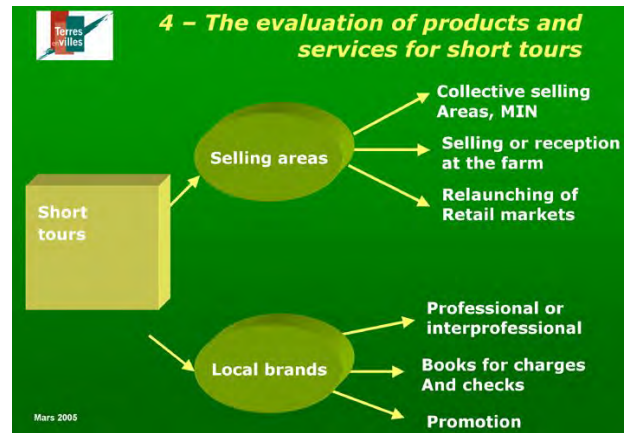 Terres
en villes
4 – The evaluation of products and
services for short tours
Collective selling
Areas, MIN
Selling areas
Selling or reception
at the farm
Relaunching of
Retail markets
Short
tours
Professional or
interprofessional
Local brands
Books for charges
And checks
Promotion
Mars 2005